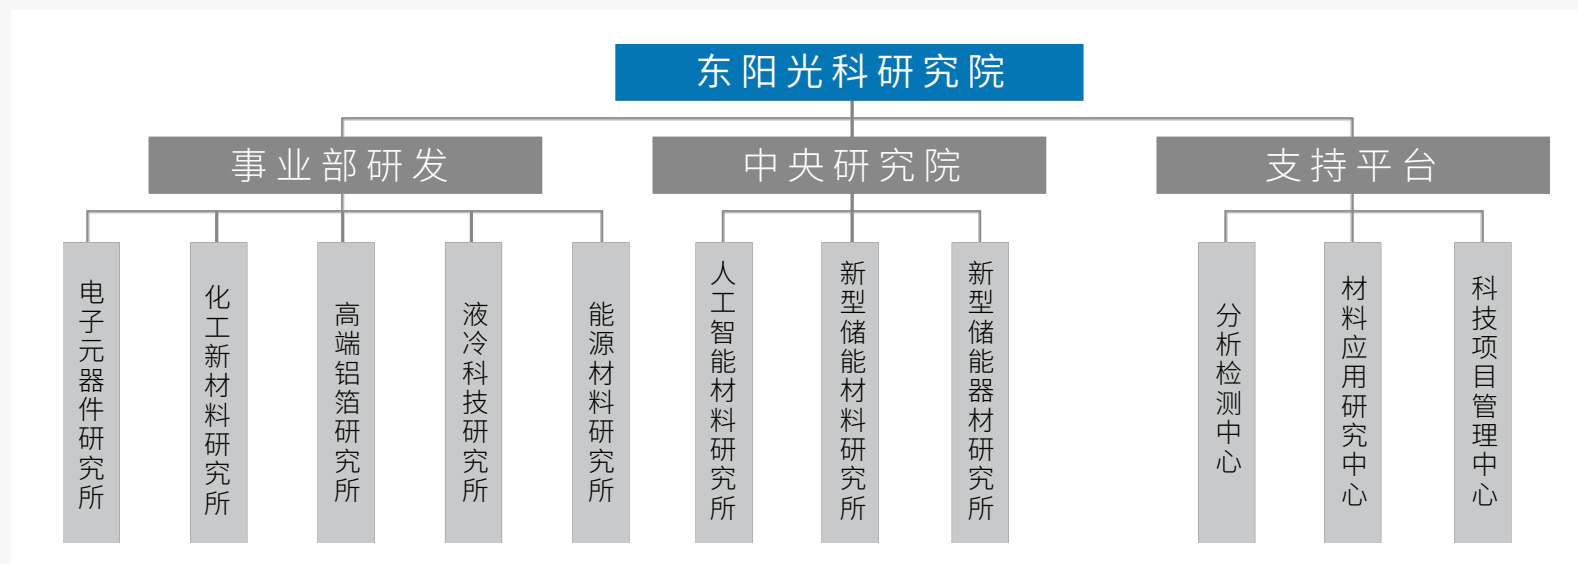 东阳光科研究院
事业部研发
中央研究院
支持平台
电子元器件研究所
化工新材料研究所
高端铝箔研究所
液冷科技研究所
能源材料研究所
人工智能材料研究所
新型储能材料研究所
新型储能器材研究所
分析检测中心
材料应用研究中心
科技项目管理中心